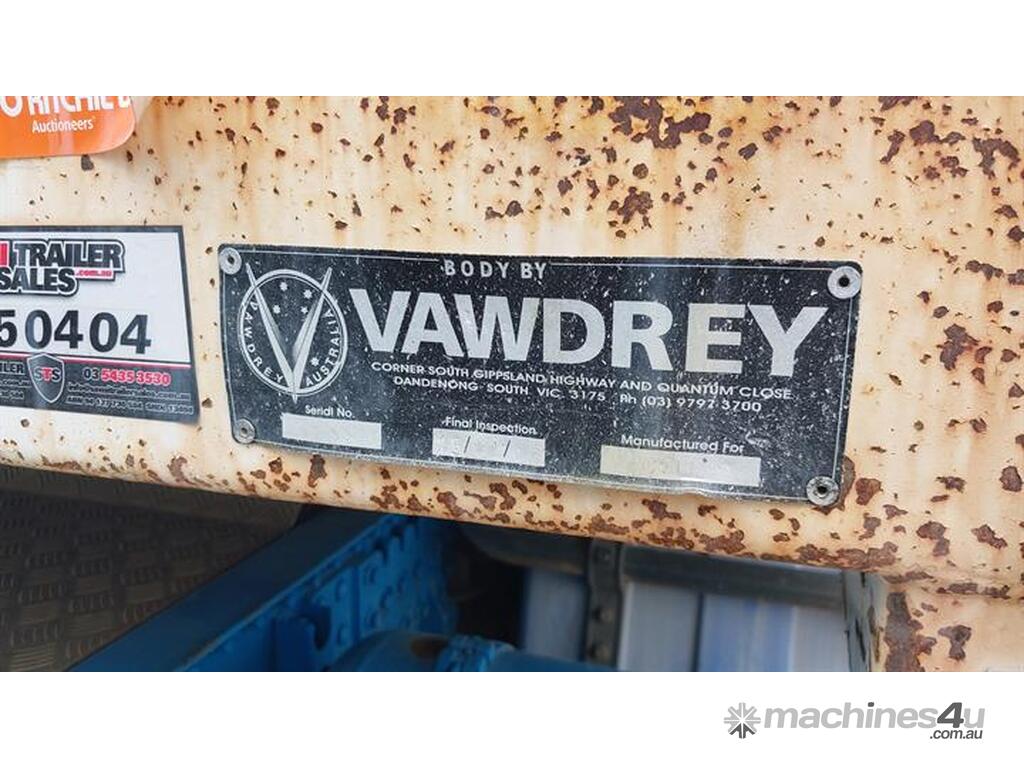 Auctioneers
TRAILER
SALES
.com.au
50404
03 5435 3530
BODY BY
VAWDREY
VAWDREY AUSTRALIA
CORNER SOUTH GIPPSLAND HIGHWAY AND QUANTUM CLOSE
DANDENONG SOUTH, VIC. 3175 Ph (03) 9797 3700
Serial No.
Final Inspection
Manufactured For
machines4u
.com.au